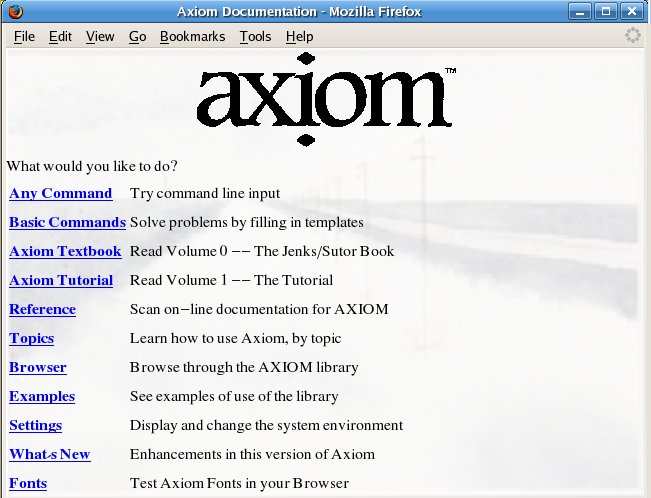 Axiom Documentation - Mozilla Firefox
File Edit View Go Bookmarks Tools Help
axiom™
What would you like to do?
Any Command Try command line input
Basic Commands Solve problems by filling in templates
Axiom Textbook Read Volume 0 -- The Jenks/Sutor Book
Axiom Tutorial Read Volume 1 -- The Tutorial
Reference Scan on-line documentation for AXIOM
Topics Learn how to use Axiom, by topic
Browser Browse through the AXIOM library
Examples See examples of use of the library
Settings Display and change the system environment
What's New Enhancements in this version of Axiom
Fonts Test Axiom Fonts in your Browser